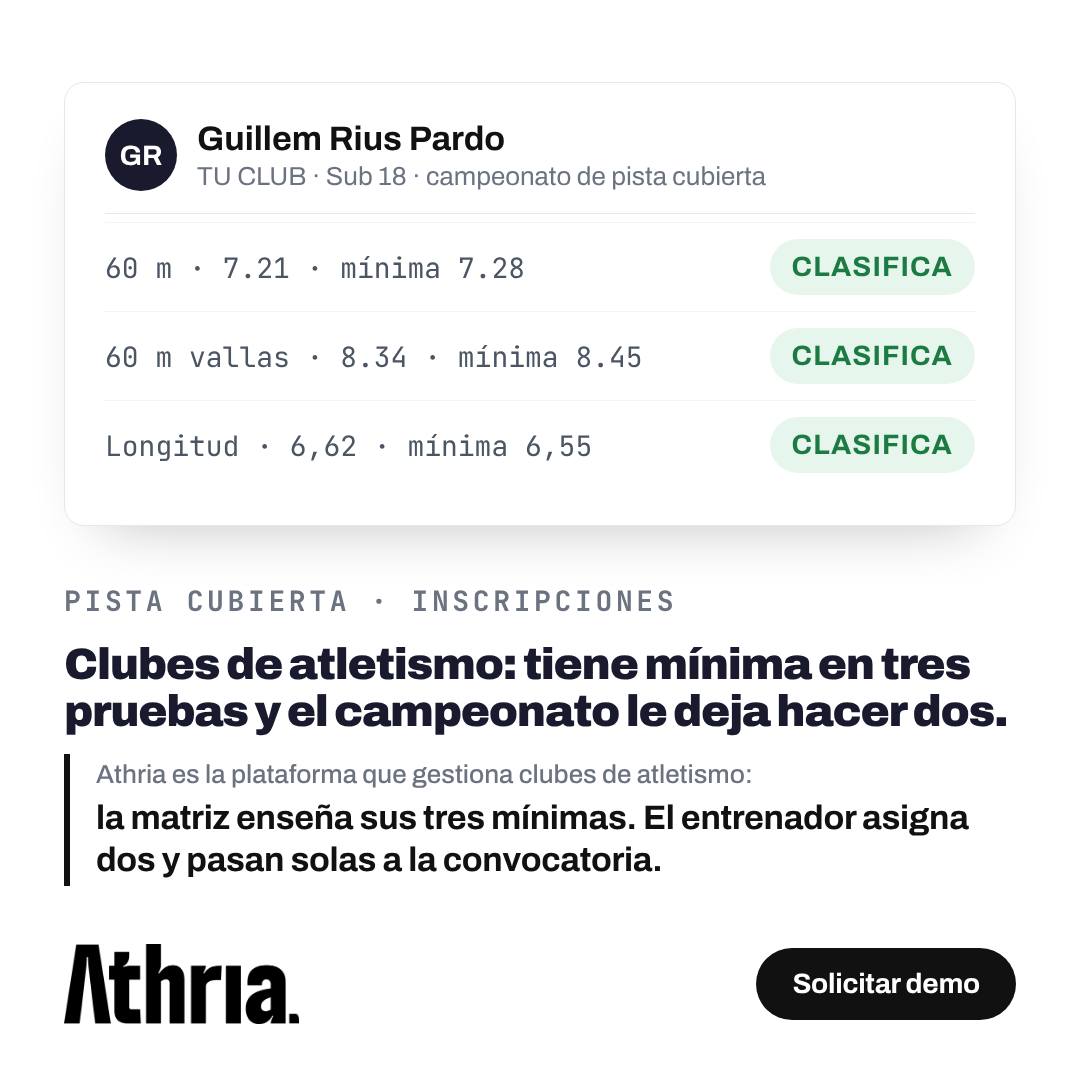 GR
Guillem Rius Pardo
TU CLUB · Sub 18 · campeonato de pista cubierta
60 m · 7.21 · mínima 7.28
CLASIFICA
60 m vallas · 8.34 · mínima 8.45
CLASIFICA
Longitud · 6,62 · mínima 6,55
CLASIFICA
PISTA CUBIERTA · INSCRIPCIONES
Clubes de atletismo: tiene mínima en tres
pruebas y el campeonato le deja hacer dos.
Athria es la plataforma que gestiona clubes de atletismo:
la matriz enseña sus tres mínimas. El entrenador asigna
dos y pasan solas a la convocatoria.
Athria.
Solicitar demo